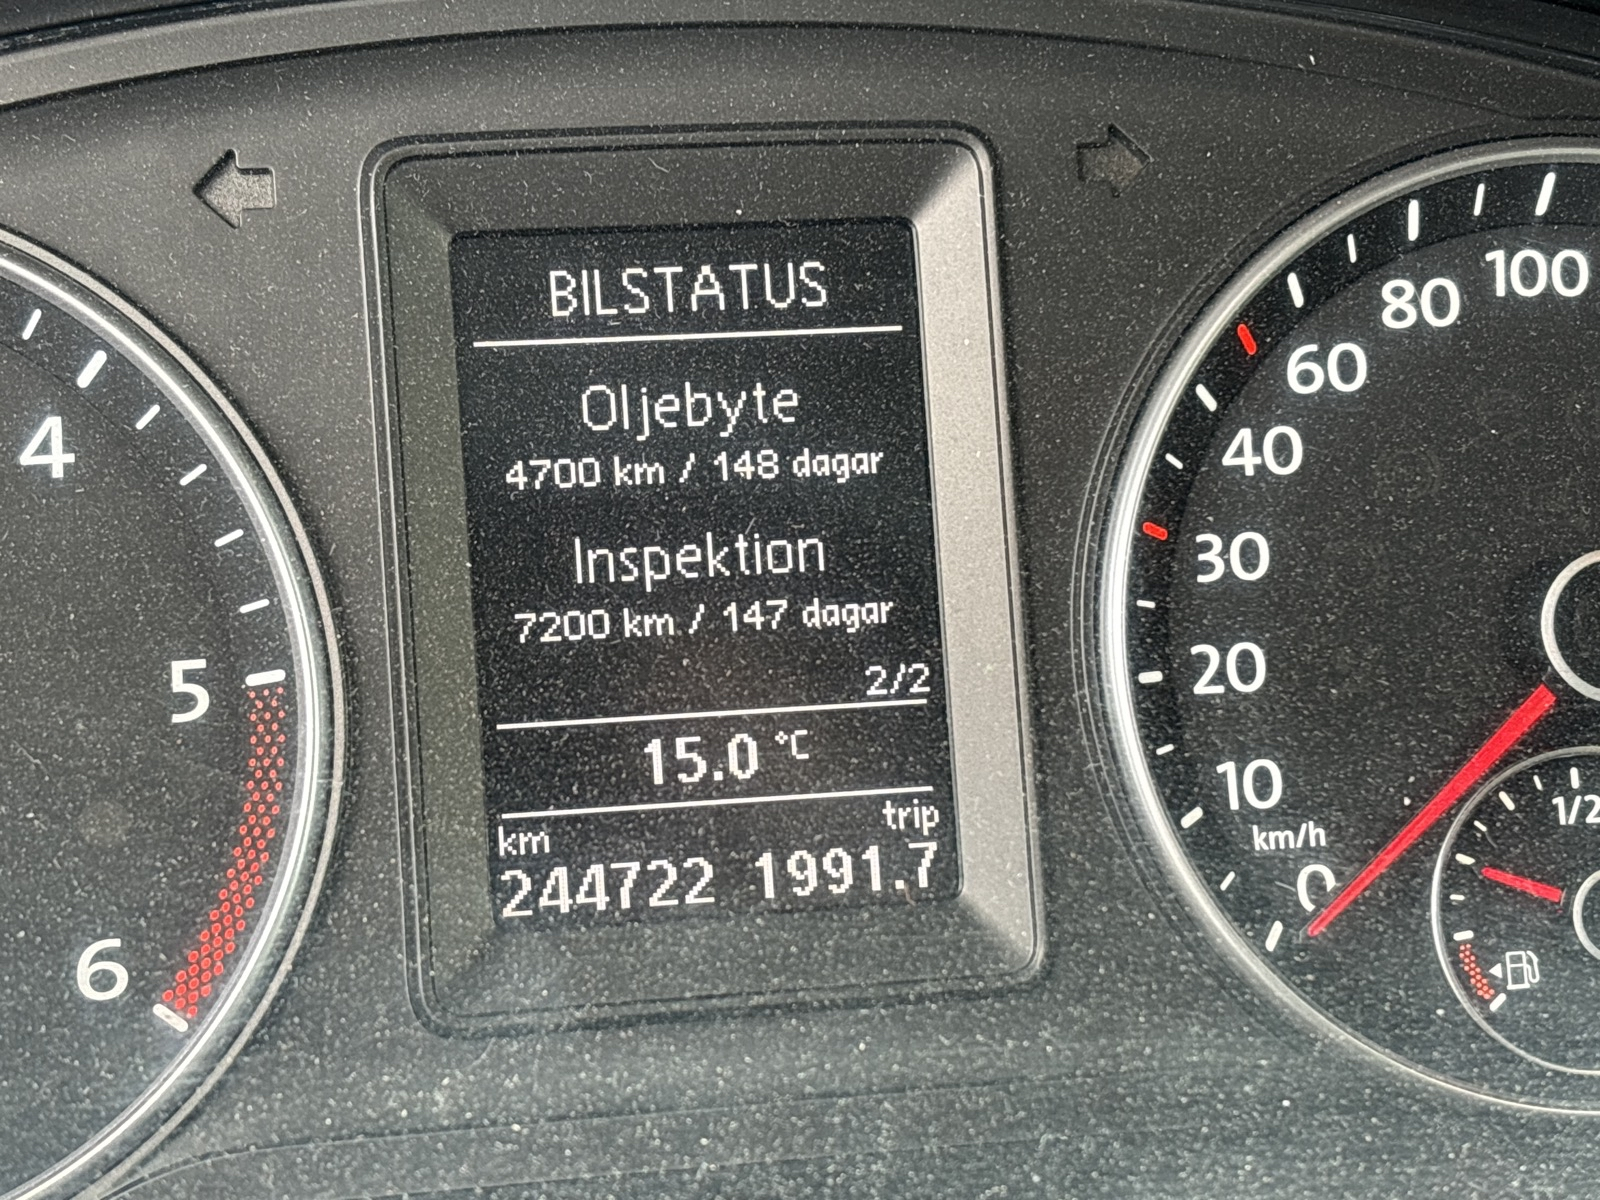 BILSTATUS
Oljebyte
4700 km / 148 dagar
Inspektion
7200 km / 147 dagar
2/2
15.0 °C
km trip
244722 1991.7
4
5
6
100
80
60
40
30
20
10
km/h
0
1/2